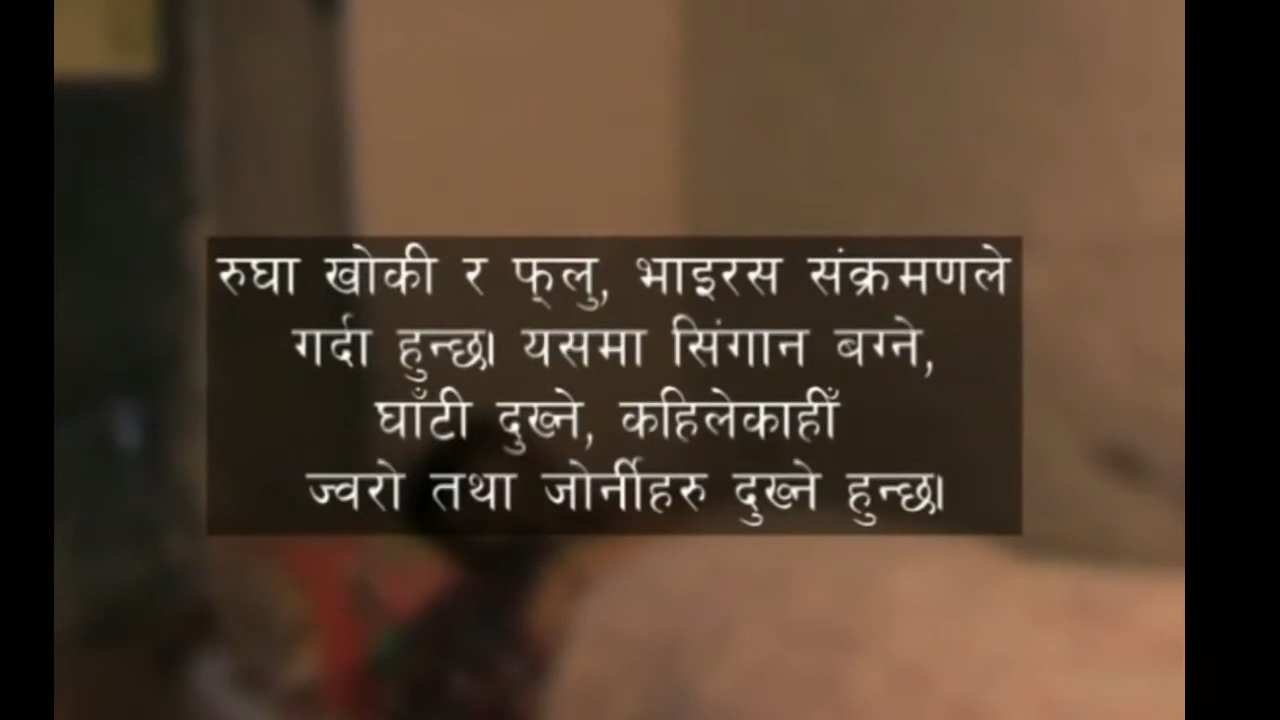 रुघा खोकी र फ्लु, भाइरस संक्रमणले
गर्दा हुन्छ। यसमा सिंगान बग्ने,
घाँटी दुख्ने, कहिलेकाहीँ
ज्वरो तथा जोर्नीहरु दुख्ने हुन्छ।